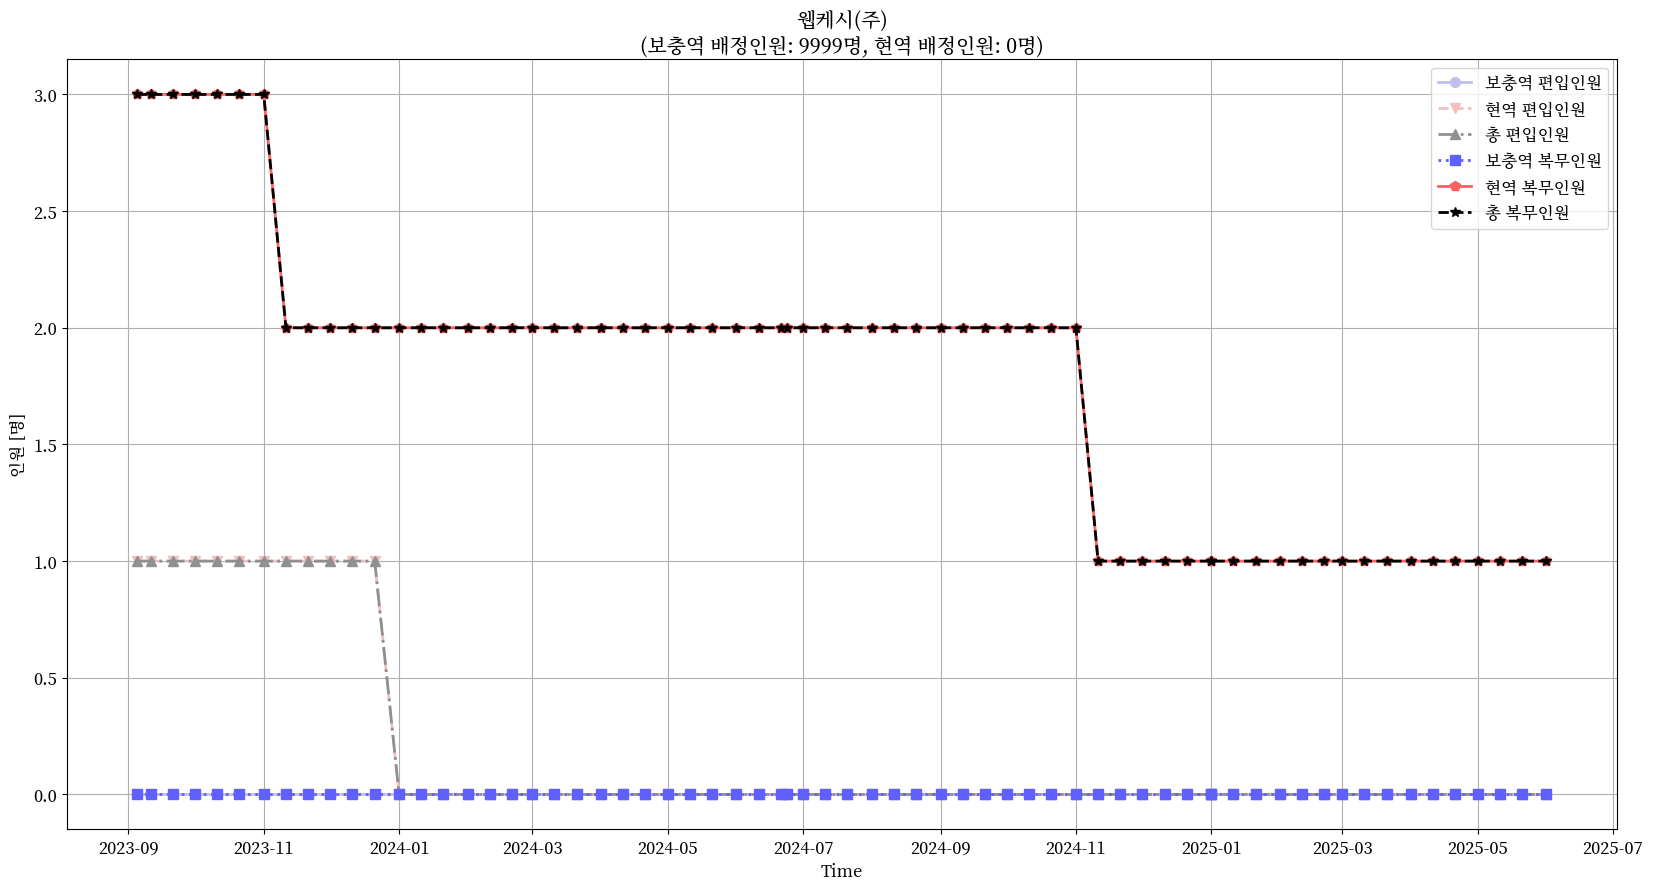 웹케시(주)
(보충역 배정인원: 9999명, 현역 배정인원: 0명)
보충역 편입인원
현역 편입인원
총 편입인원
보충역 복무인원
현역 복무인원
총 복무인원
3.0
2.5
2.0
1.5
1.0
0.5
0.0
인원 [명]
2023-09 2023-11 2024-01 2024-03 2024-05 2024-07 2024-09 2024-11 2025-01 2025-03 2025-05 2025-07
Time